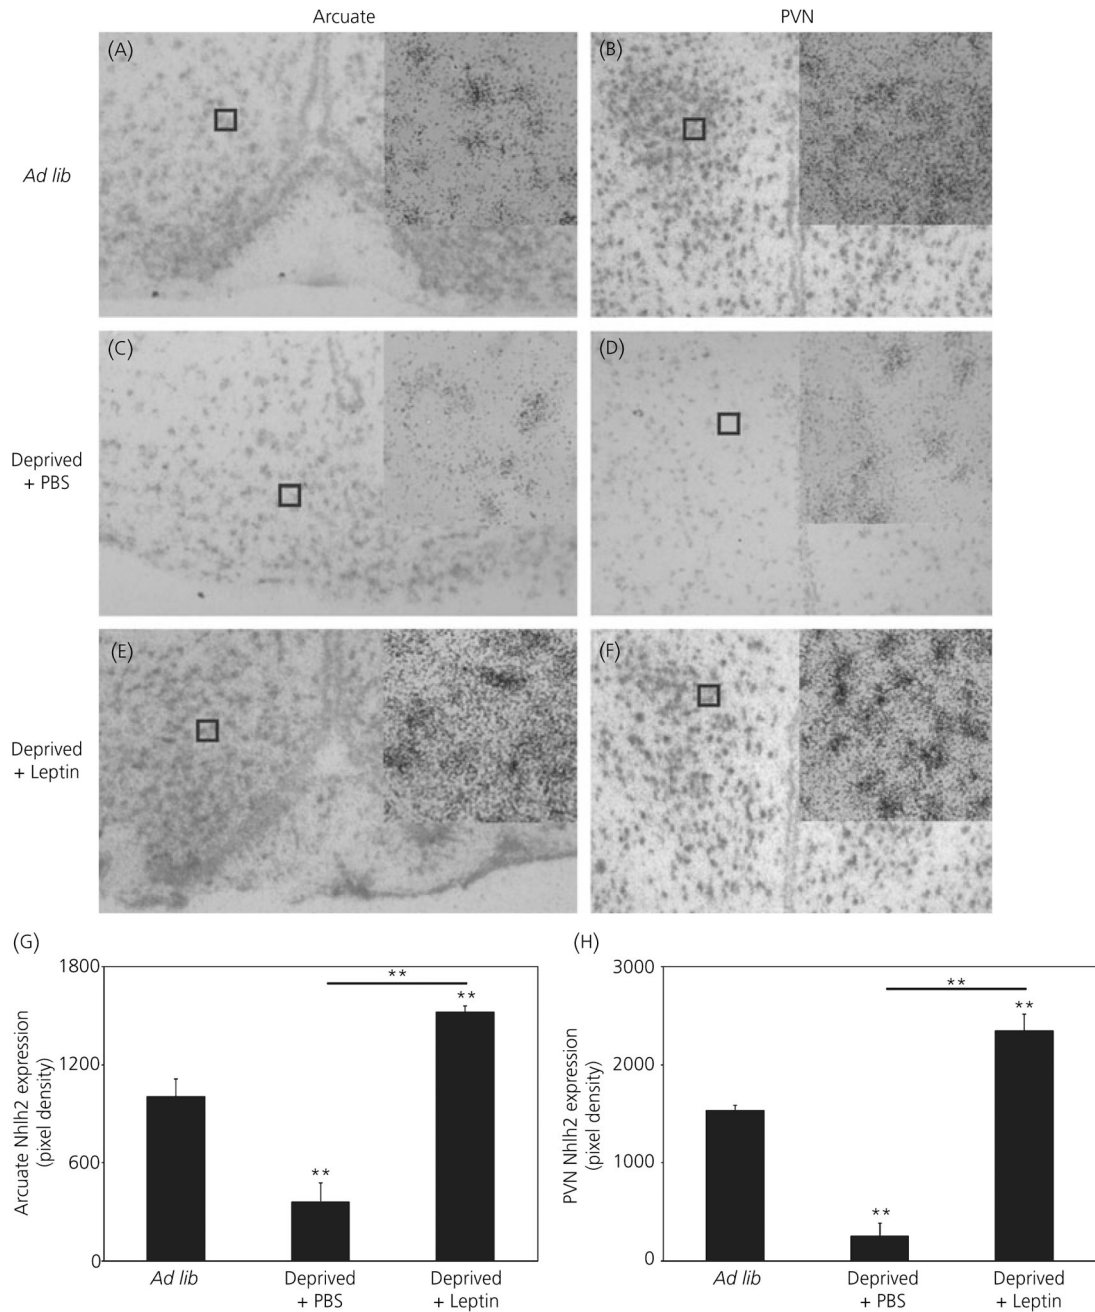 Arcuate
PVN
(A)
(B)
Ad lib
(C)
(D)
Deprived
+ PBS
(E)
(F)
Deprived
+ Leptin
(G)
(H)
Arcuate Nhlh2 expression
(pixel density)
1800
1200
600
0
**
**
**
Ad lib
Deprived
+ PBS
Deprived
+ Leptin
PVN Nhlh2 expression
(pixel density)
3000
2000
1000
0
**
**
**
Ad lib
Deprived
+ PBS
Deprived
+ Leptin